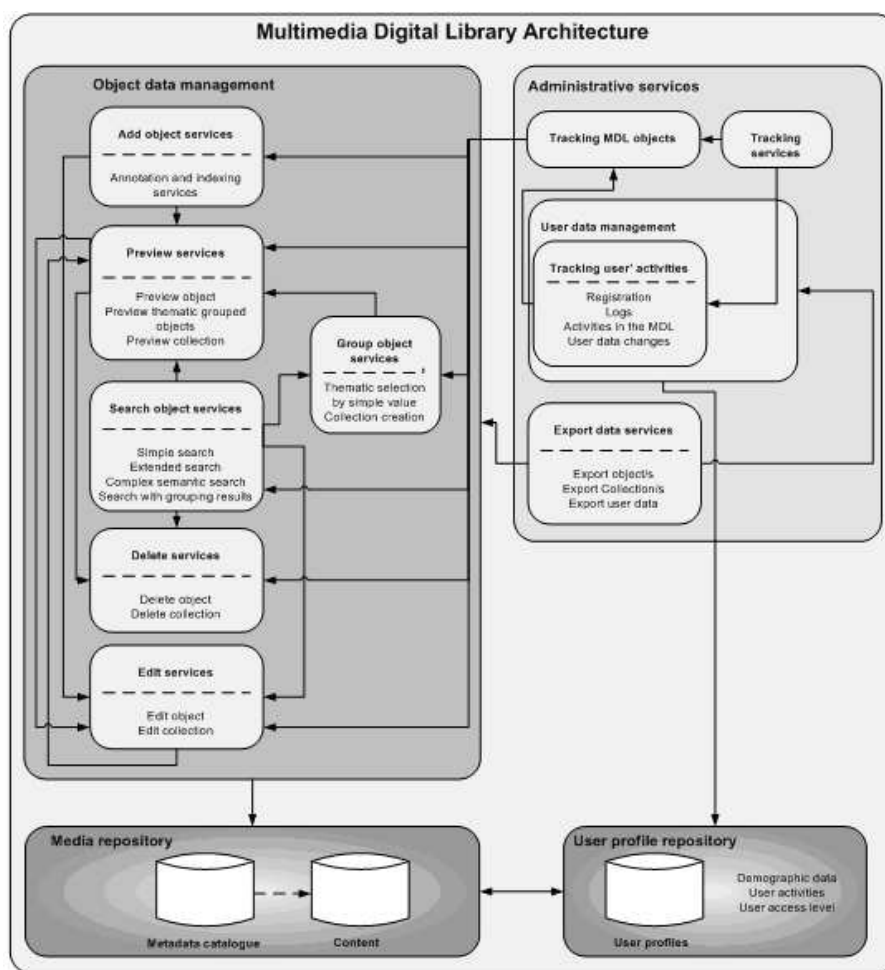 Multimedia Digital Library Architecture
Object data management
Add object services
Annotation and indexing
services
Preview services
Preview object
Preview thematic grouped
objects
Preview collection
Group object
services
Thematic selection
by simple value
Collection creation
Search object services
Simple search
Extended search
Complex semantic search
Search with grouping results
Delete services
Delete object
Delete collection
Edit services
Edit object
Edit collection
Administrative services
Tracking MDL objects
Tracking
services
User data management
Tracking user' activities
Registration
Logs
Activities in the MDL
User data changes
Export data services
Export object/s
Export Collection/s
Export user data
Media repository
Metadata catalogue
Content
User profile repository
Demographic data
User activities
User access level
User profiles